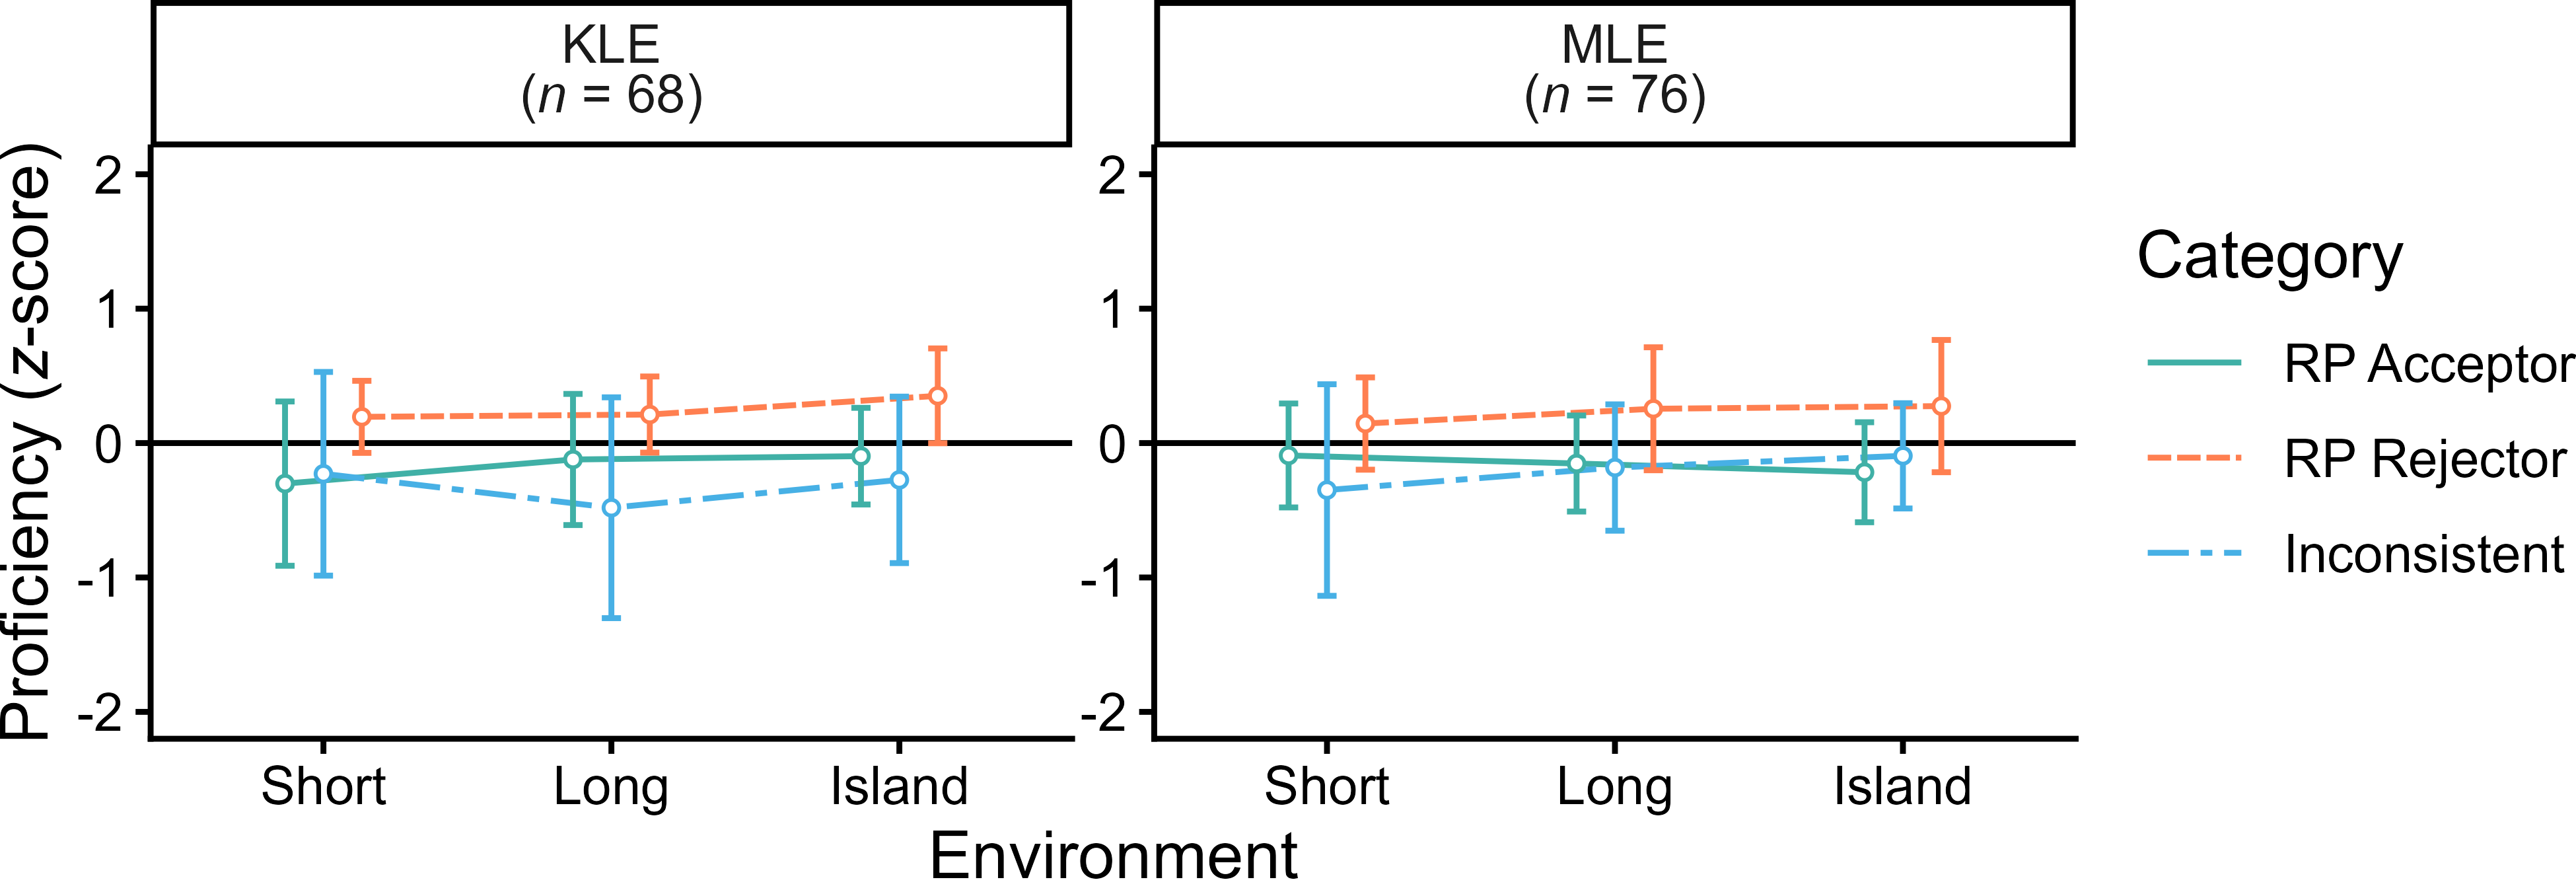 KLE
(n = 68)
MLE
(n = 76)
Proficiency (z-score)
2
1
0
-1
-2
2
1
0
-1
-2
Short
Long
Island
Short
Long
Island
Environment
Category
RP Acceptor
RP Rejector
Inconsistent